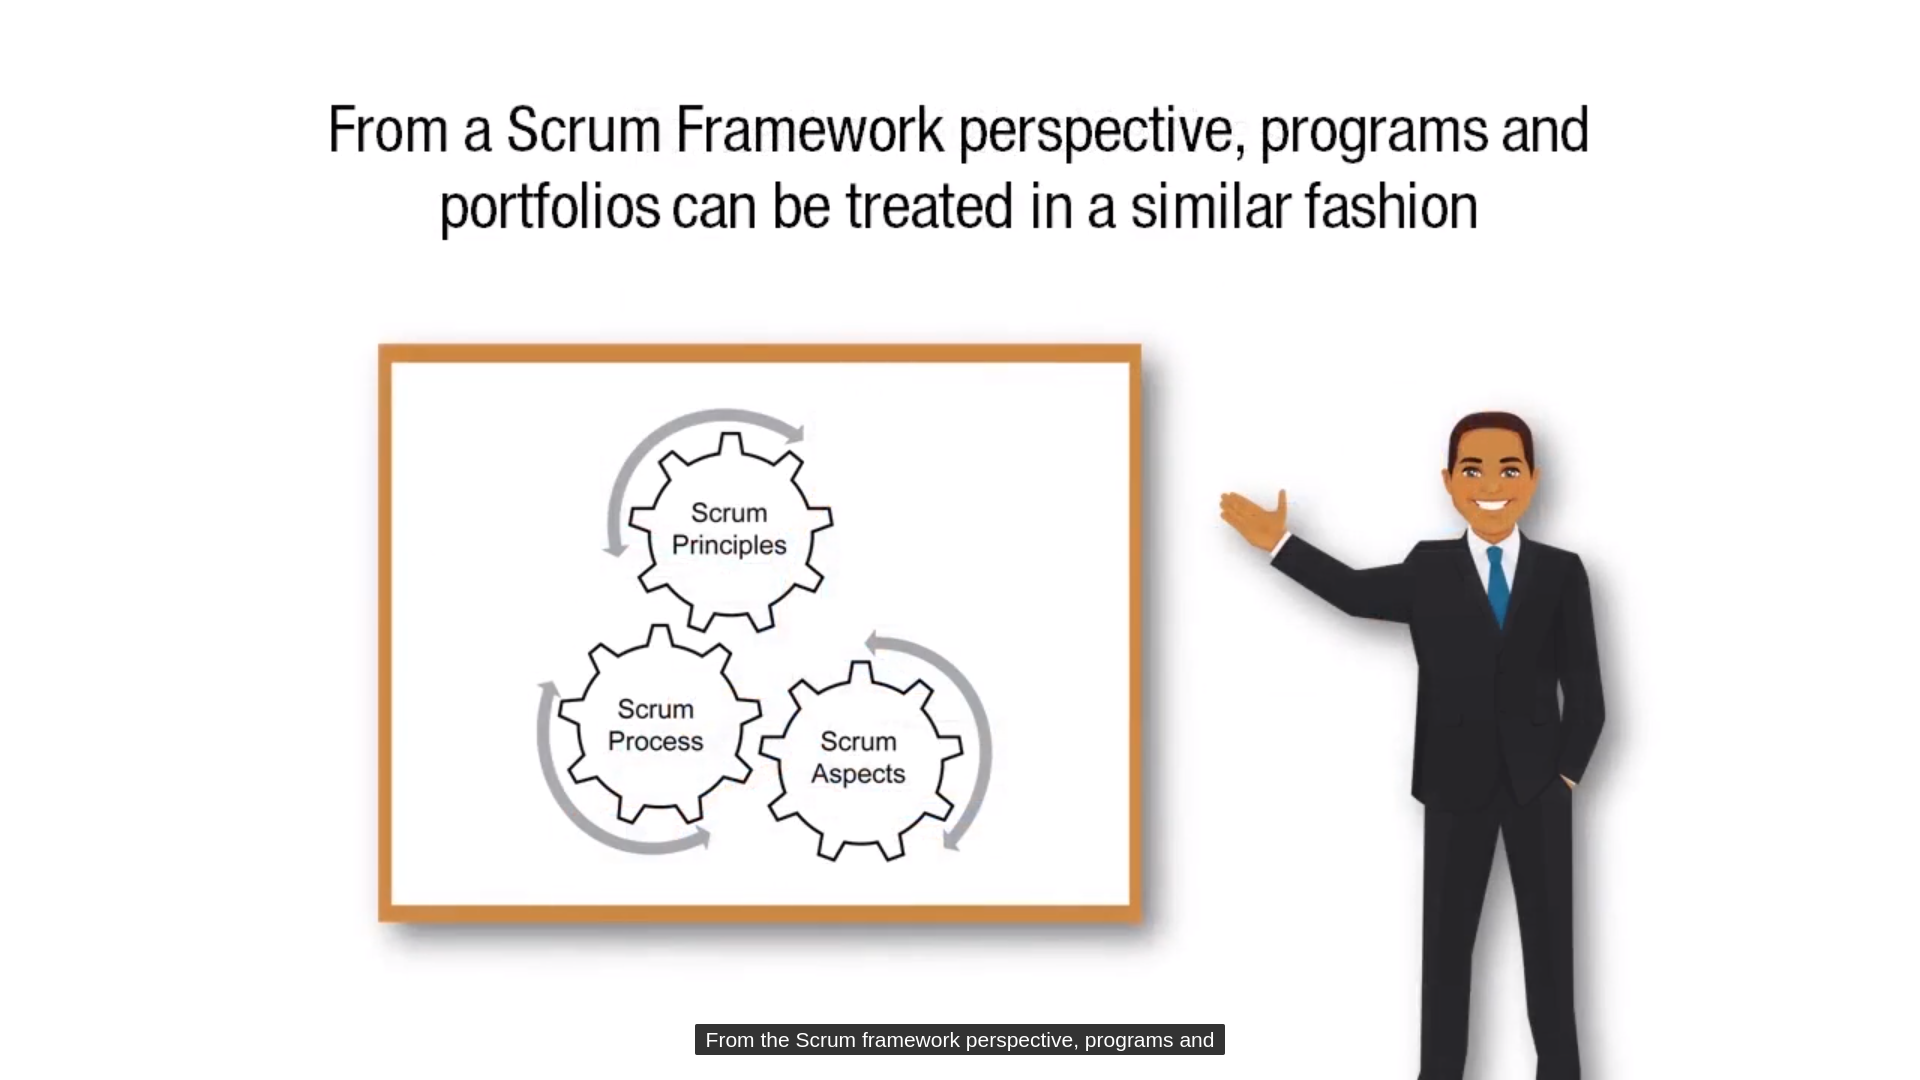 From a Scrum Framework perspective, programs and
portfolios can be treated in a similar fashion
Scrum
Principles
Scrum
Process
Scrum
Aspects
From the Scrum framework perspective, programs and